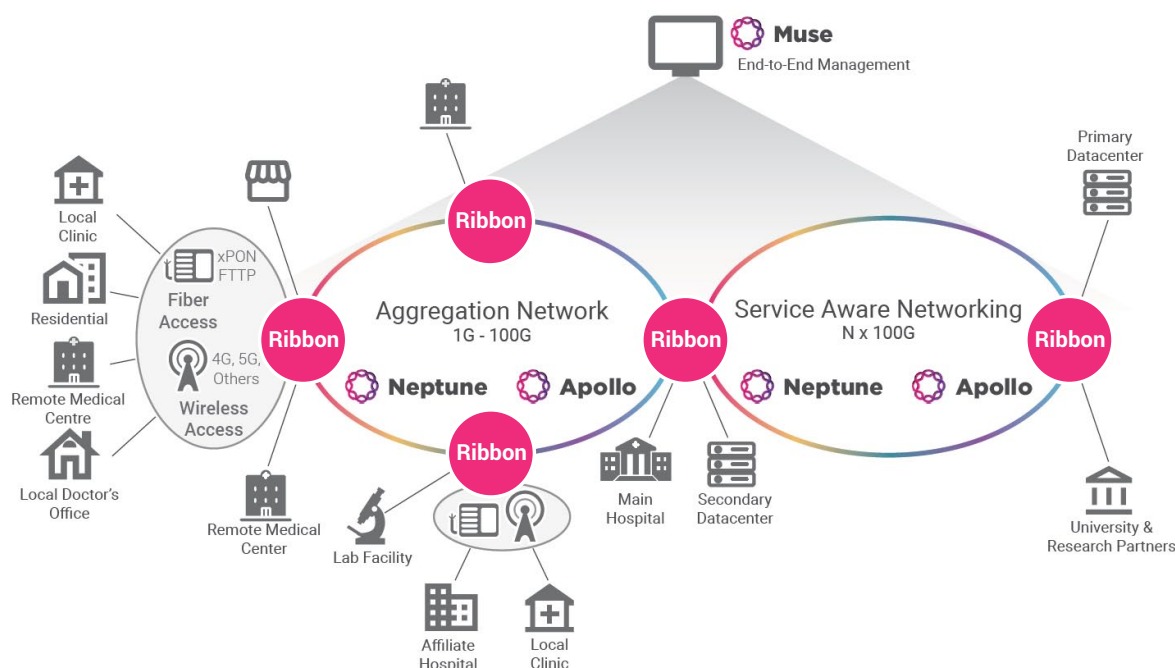 Muse
End-to-End Management
Primary
Datacenter
Local
Clinic
xPON
FTTP
Fiber
Access
Residential
4G, 5G,
Others
Wireless
Access
Remote Medical
Centre
Local Doctor's
Office
Ribbon
Ribbon
Aggregation Network
1G - 100G
Neptune
Apollo
Ribbon
Ribbon
Service Aware Networking
N x 100G
Neptune
Apollo
Ribbon
Remote Medical
Center
Lab Facility
Affiliate
Hospital
Local
Clinic
Main
Hospital
Secondary
Datacenter
University &
Research Partners